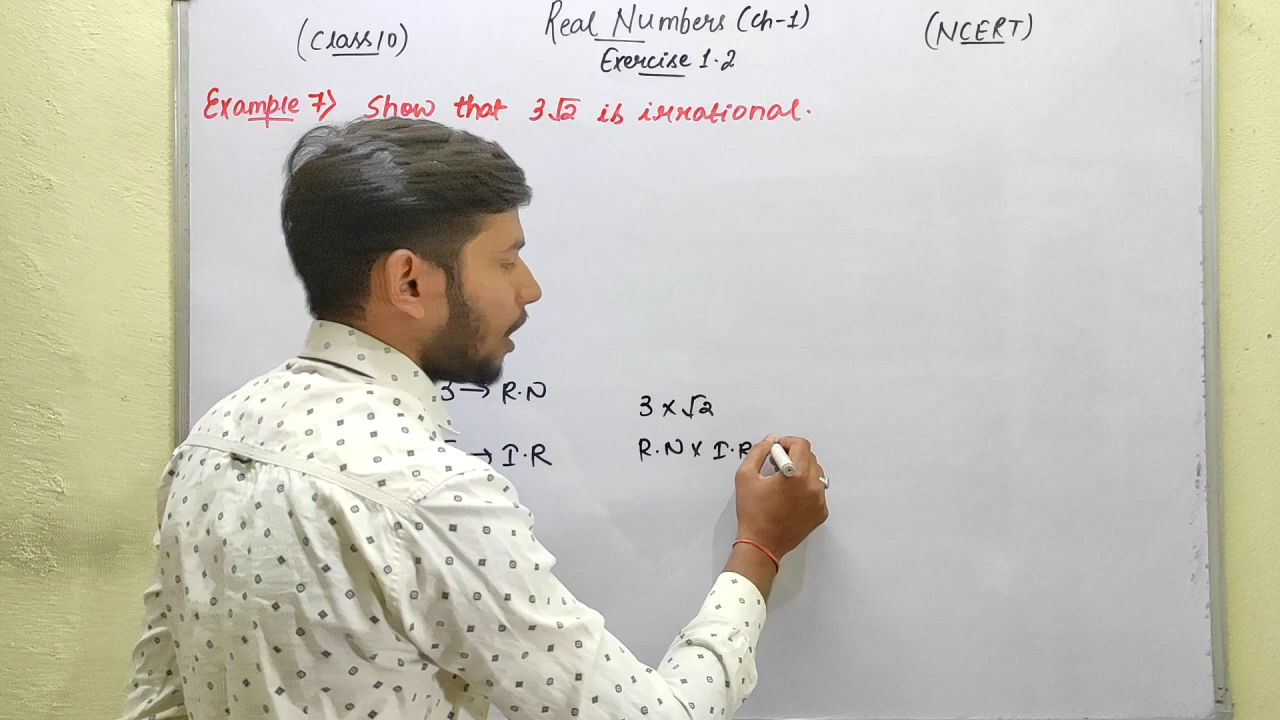 (Class 10) Real Numbers (Ch-1) (NCERT)
Exercise 1.2
Example 7> Show that 3√2 is irrational.
3 → R.N
3 × √2
→ I.R
R.N × I.R